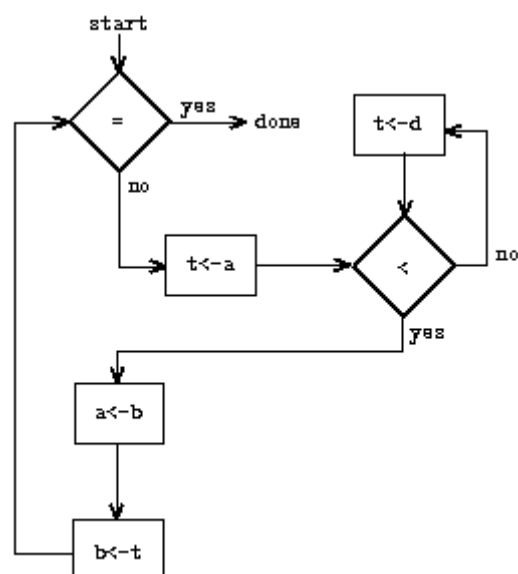 start
=
yes
done
no
t<-d
t<-a
<
no
yes
a<-b
b<-t